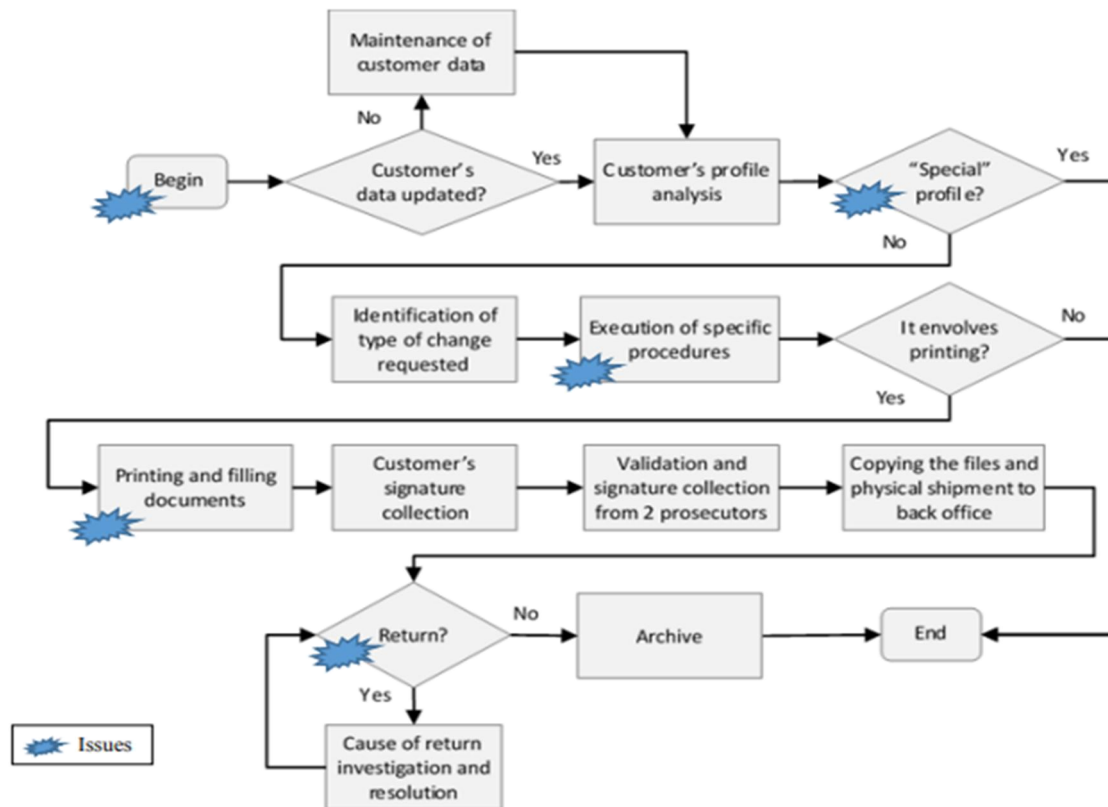 Maintenance of
customer data
No
Begin
Customer's
data updated?
Yes
Customer's profile
analysis
"Special"
profile?
Yes
No
Identification of
type of change
requested
Execution of specific
procedures
It envolves
printing?
No
Yes
Printing and filling
documents
Customer's
signature
collection
Validation and
signature collection
from 2 prosecutors
Copying the files and
physical shipment to
back office
Return?
No
Archive
End
Yes
Cause of return
investigation and
resolution
Issues